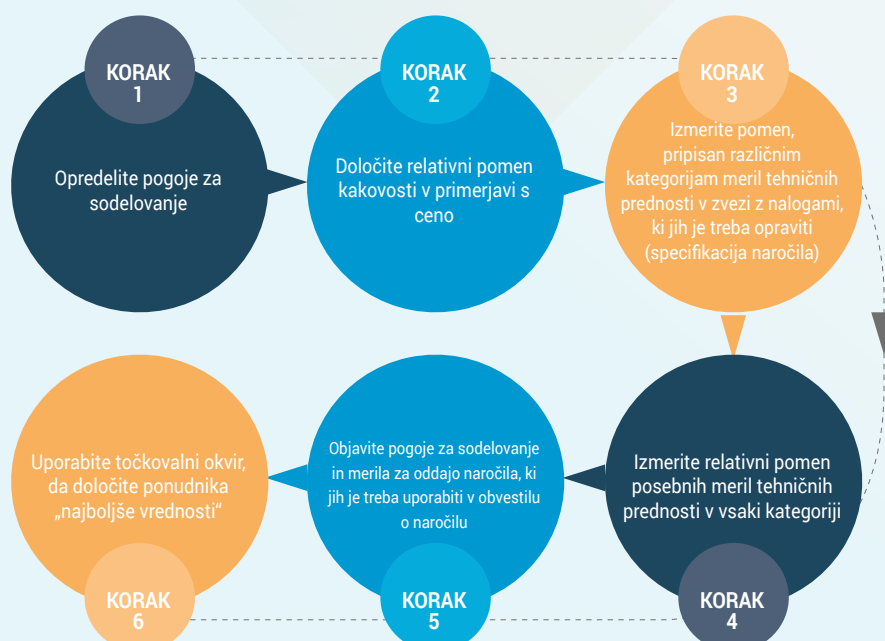 KORAK
1
Opredelite pogoje za
sodelovanje
KORAK
2
Določite relativni pomen
kakovosti v primerjavi s
ceno
KORAK
3
Izmerite pomen,
pripisan različnim
kategorijam meril tehničnih
prednosti v zvezi z nalogami,
ki jih je treba opraviti
(specifikacija naročila)
Izmerite relativni pomen
posebnih meril tehničnih
prednosti v vsaki kategoriji
KORAK
4
Objavite pogoje za sodelovanje
in merila za oddajo naročila, ki
jih je treba uporabiti v obvestilu
o naročilu
KORAK
5
Uporabite točkovalni okvir,
da določite ponudnika
„najboljše vrednosti“
KORAK
6